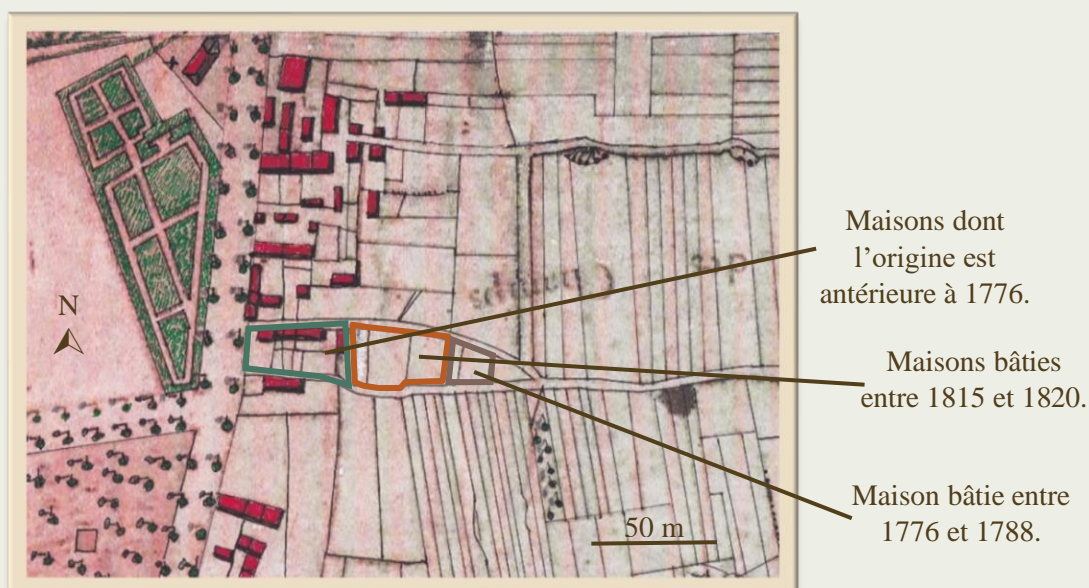 Maisons dont
l'origine est
antérieure à 1776.
N
Maisons bâties
entre 1815 et 1820.
Maison bâtie entre
1776 et 1788.
50 m